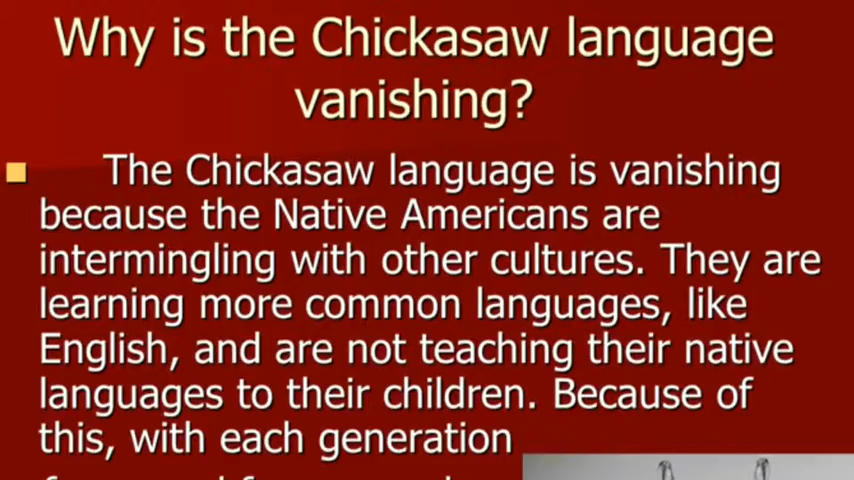 Why is the Chickasaw language
vanishing?
The Chickasaw language is vanishing
because the Native Americans are
intermingling with other cultures. They are
learning more common languages, like
English, and are not teaching their native
languages to their children. Because of
this, with each generation